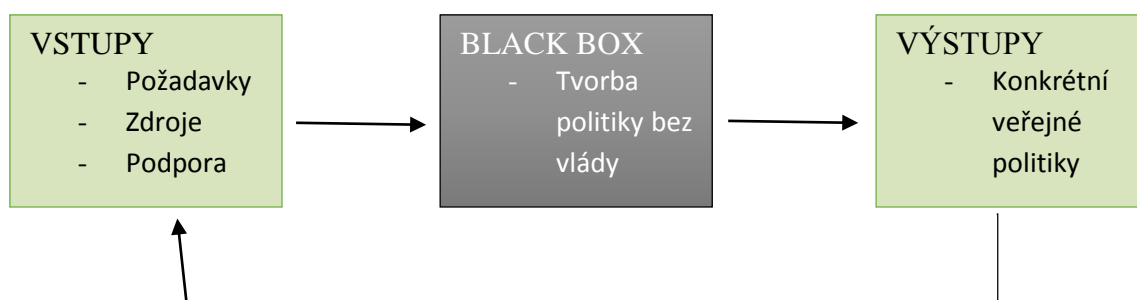 VSTUPY
- Požadavky
- Zdroje
- Podpora
BLACK BOX
- Tvorba
politiky bez
vlády
VÝSTUPY
- Konkrétní
veřejné
politiky